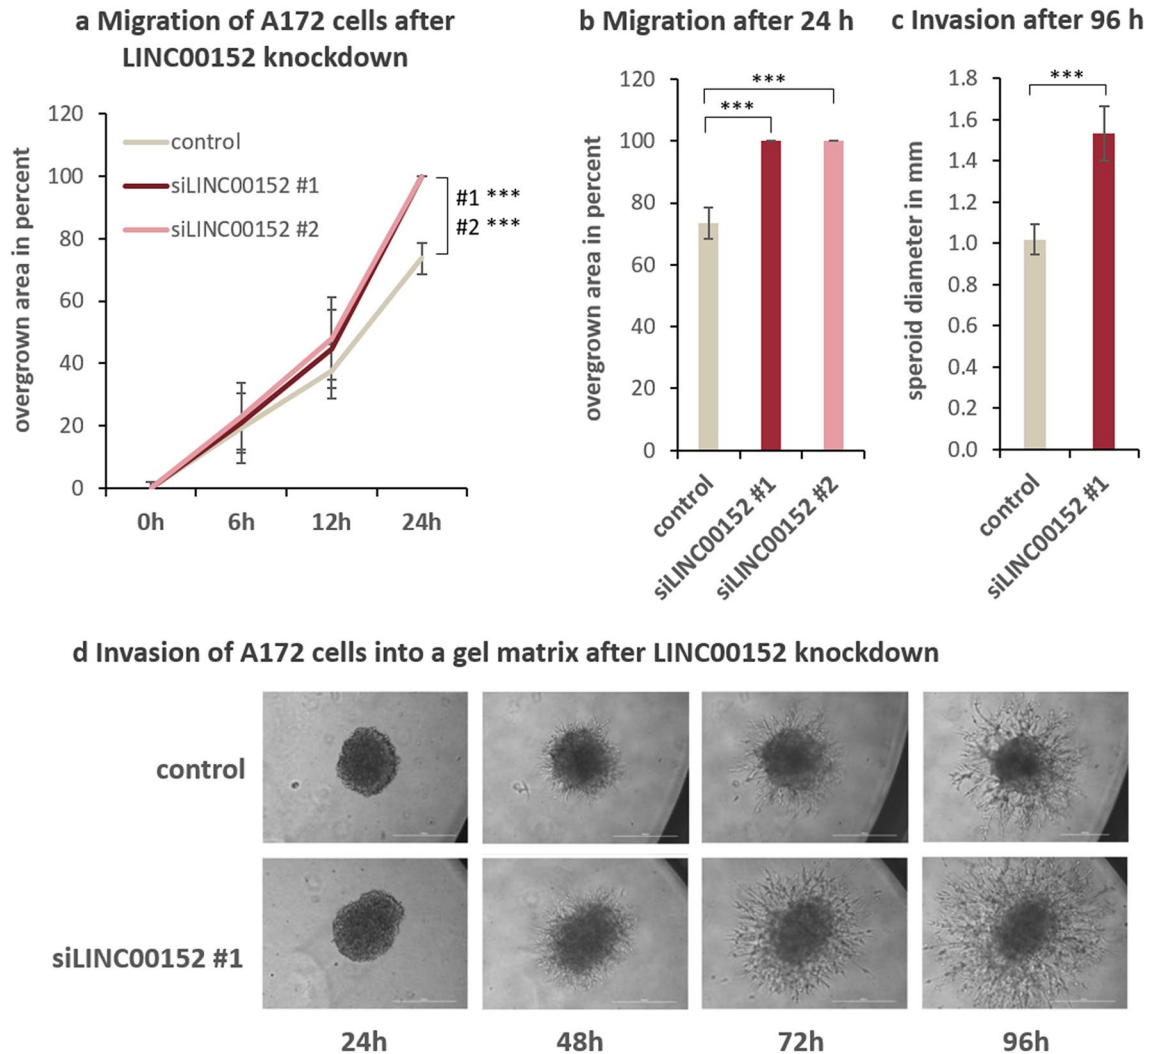 a Migration of A172 cells after
LINC00152 knockdown
overgrown area in percent
120
100
80
60
40
20
0
control
siLINC00152 #1
siLINC00152 #2
#1 ***
#2 ***
0h
6h
12h
24h
b Migration after 24 h
overgrown area in percent
120
100
80
60
40
20
0
***
***
control
siLINC00152 #1
siLINC00152 #2
c Invasion after 96 h
speroid diameter in mm
1.8
1.6
1.4
1.2
1.0
0.8
0.6
0.4
0.2
0.0
***
control
siLINC00152 #1
d Invasion of A172 cells into a gel matrix after LINC00152 knockdown
control
siLINC00152 #1
24h
48h
72h
96h